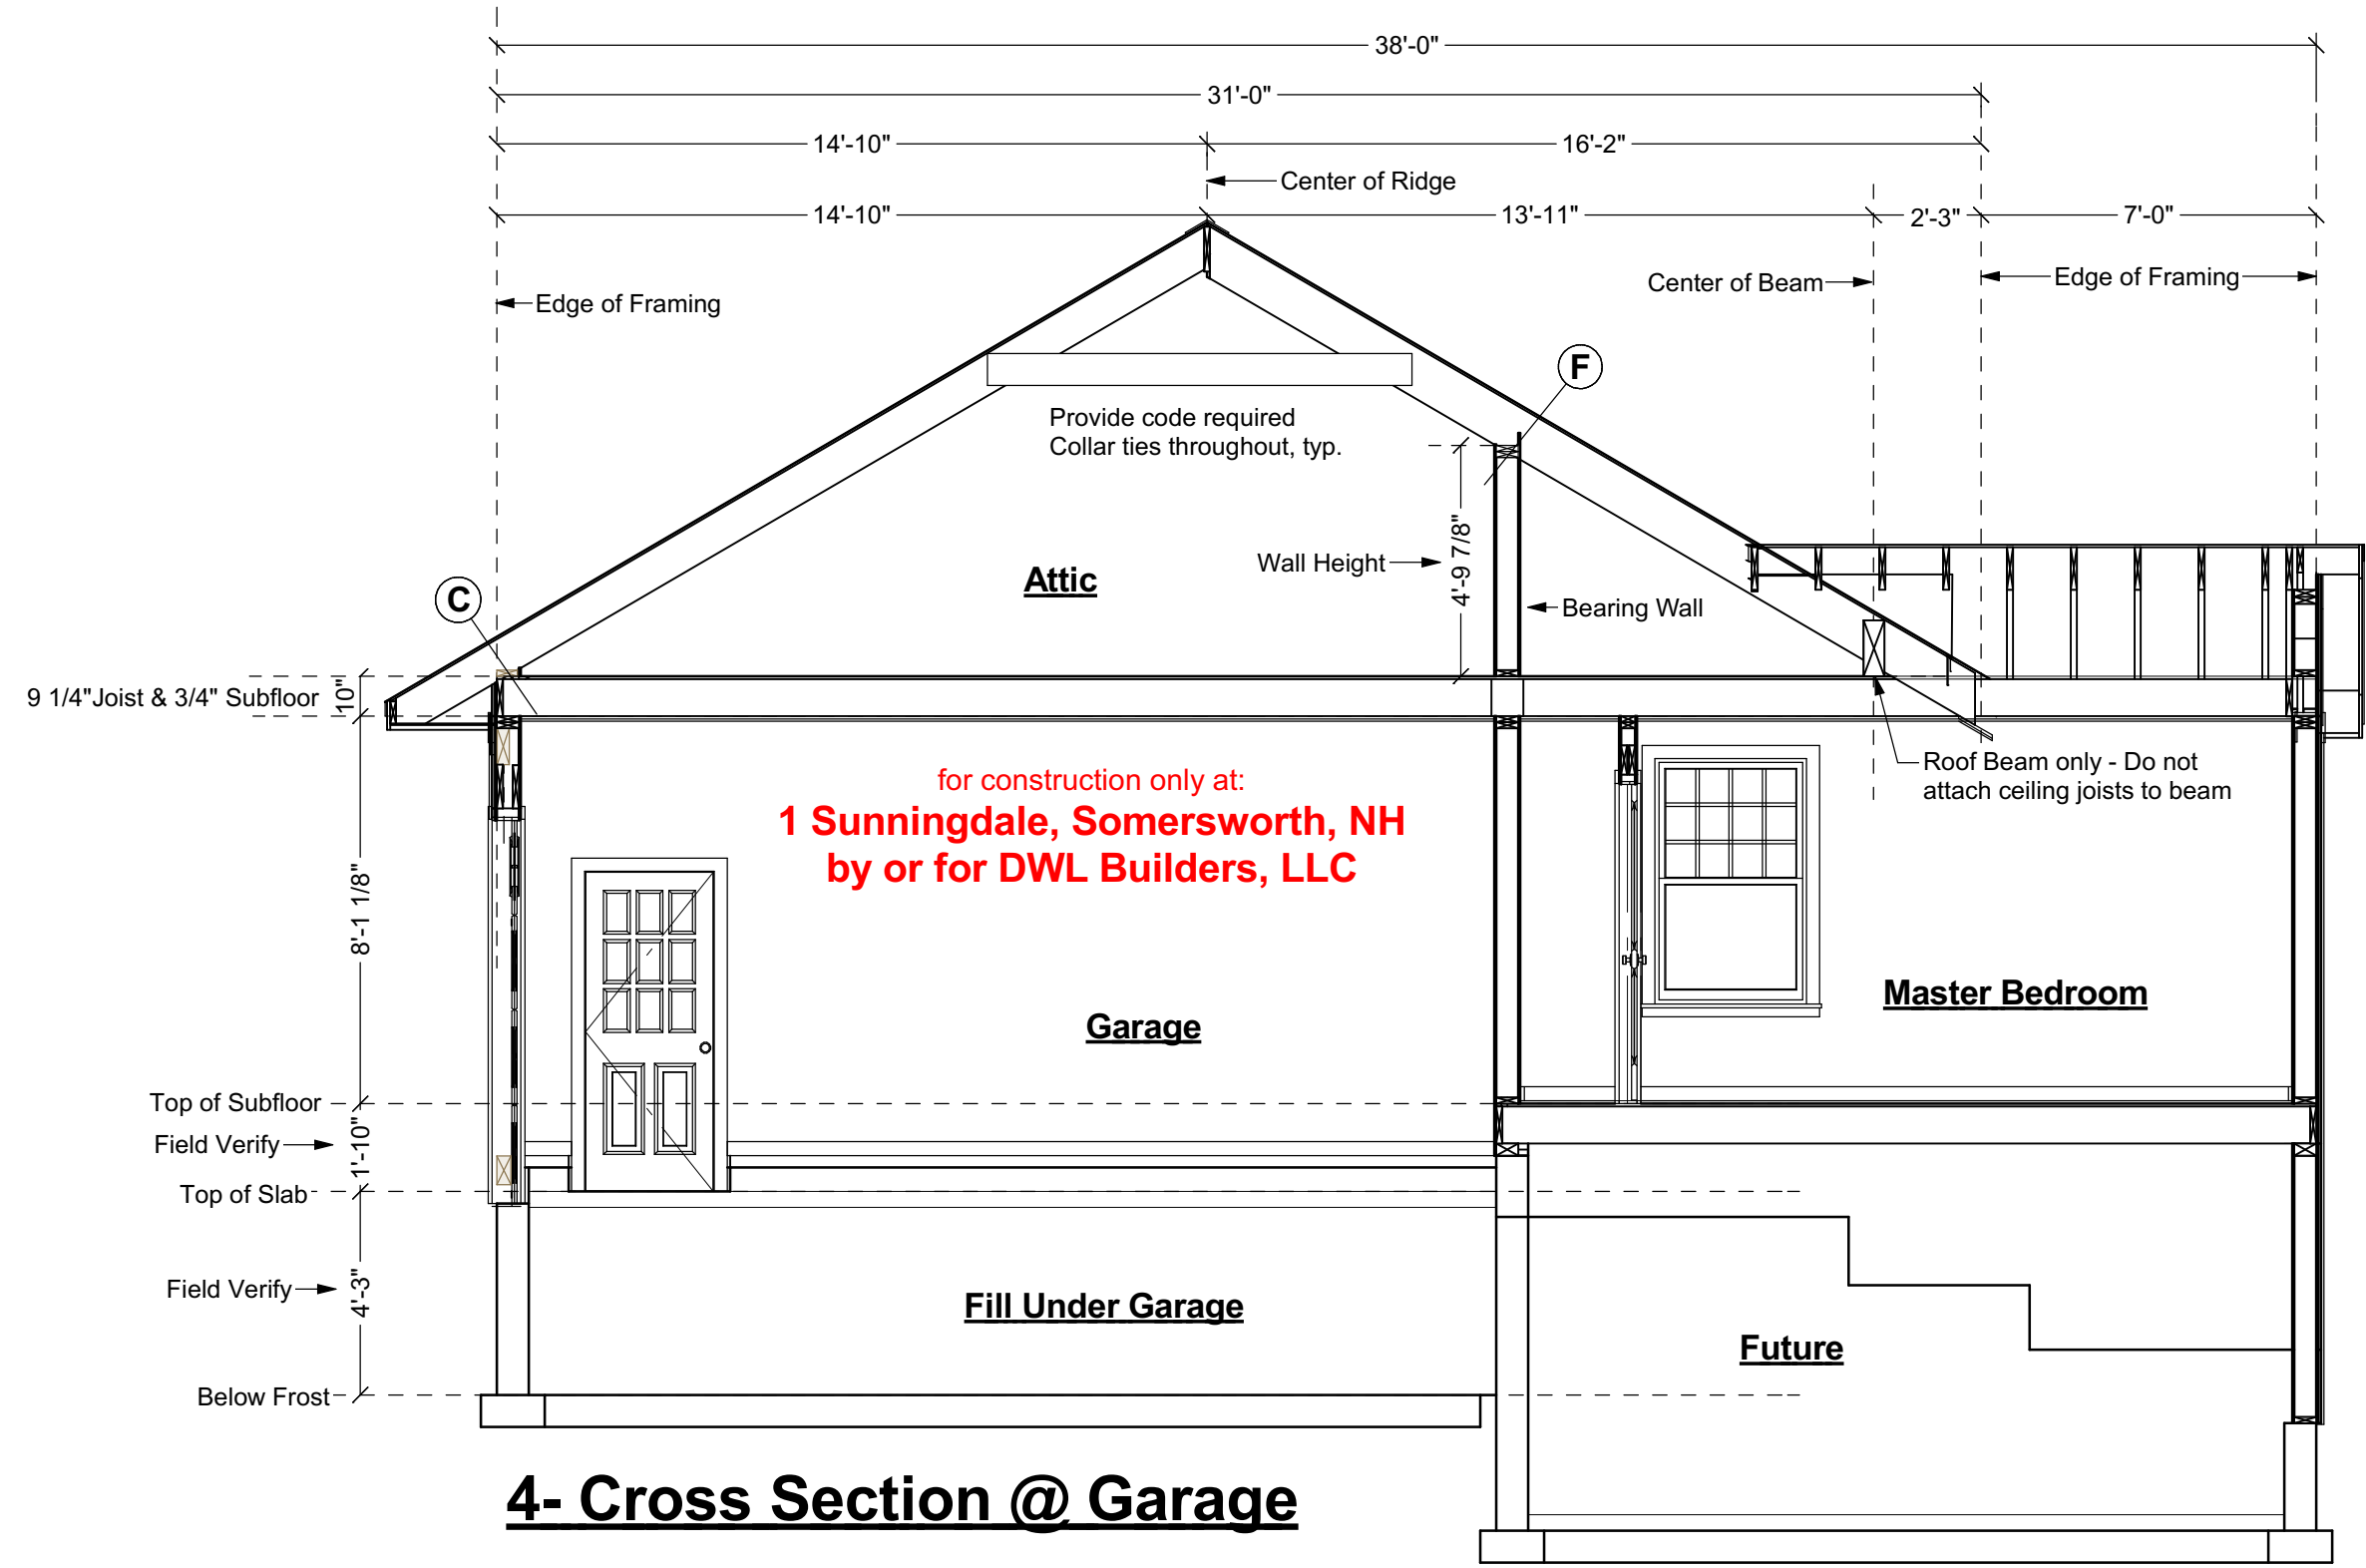 38'-0"
31'-0"
14'-10"
16'-2"
Center of Ridge
14'-10"
13'-11"
2'-3"
7'-0"
Edge of Framing
Center of Beam
Edge of Framing
F
Provide code required
Collar ties throughout, typ.
4'-9 7/8"
Wall Height
Attic
C
Bearing Wall
9 1/4"Joist & 3/4" Subfloor
10"
Roof Beam only - Do not
attach ceiling joists to beam
for construction only at:
1 Sunningdale, Somersworth, NH
by or for DWL Builders, LLC
8'-1 1/8"
Master Bedroom
Garage
Top of Subfloor
Field Verify
1'-10"
Top of Slab
Field Verify
4'-3"
Fill Under Garage
Future
Below Frost
4- Cross Section @ Garage